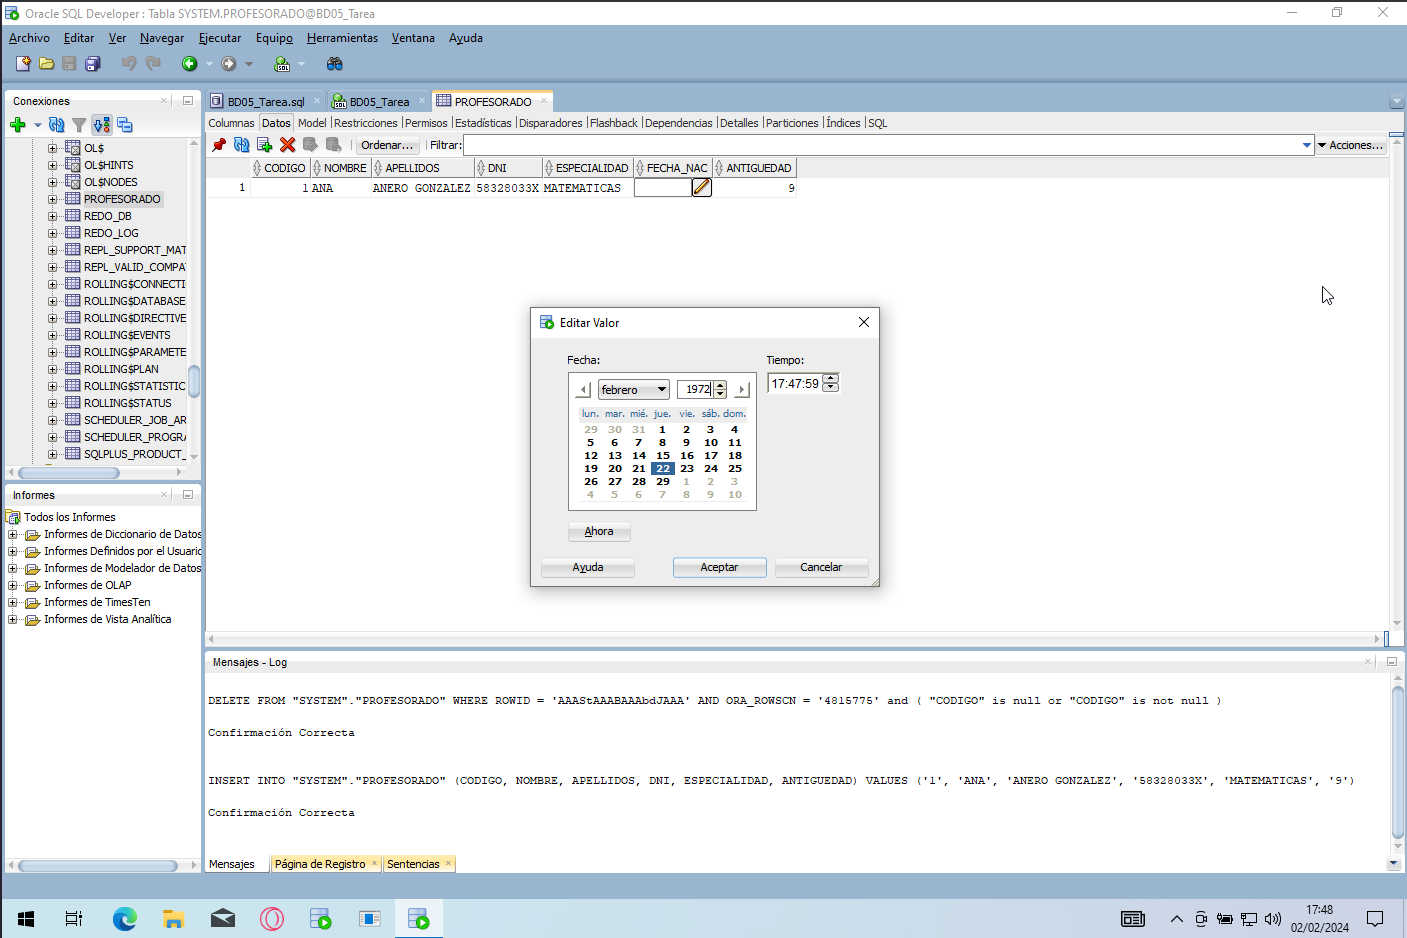 Oracle SQL Developer : Tabla SYSTEM.PROFESORADO@BD05_Tarea
Archivo Editar Ver Navegar Ejecutar Equipo Herramientas Ventana Ayuda
Conexiones
OL$
OL$HINTS
OL$NODES
PROFESORADO
REDO_DB
REDO_LOG
REPL_SUPPORT_MAT
REPL_VALID_COMPA
ROLLING$CONNECTI
ROLLING$DATABASE
ROLLING$DIRECTIVE
ROLLING$EVENTS
ROLLING$PARAMETE
ROLLING$PLAN
ROLLING$STATISTIC
ROLLING$STATUS
SCHEDULER_JOB_AR
SCHEDULER_PROGRA
SQLPLUS_PRODUCT_
Informes
Todos los Informes
Informes de Diccionario de Datos
Informes Definidos por el Usuario
Informes de Modelador de Datos
Informes de OLAP
Informes de TimesTen
Informes de Vista Analítica
BD05_Tarea.sql BD05_Tarea PROFESORADO
Columnas Datos Model Restricciones Permisos Estadísticas Disparadores Flashback Dependencias Detalles Particiones Índices SQL
Ordenar... Filtrar: Acciones...
CODIGO NOMBRE APELLIDOS DNI ESPECIALIDAD FECHA_NAC ANTIGUEDAD
1 1 ANA ANERO GONZALEZ 58328033X MATEMATICAS 9
Editar Valor
Fecha: Tiempo:
febrero 1972 17:47:59
lun. mar. mié. jue. vie. sáb. dom.
29 30 31 1 2 3 4
5 6 7 8 9 10 11
12 13 14 15 16 17 18
19 20 21 22 23 24 25
26 27 28 29 1 2 3
4 5 6 7 8 9 10
Ahora
Ayuda Aceptar Cancelar
Mensajes - Log
DELETE FROM "SYSTEM"."PROFESORADO" WHERE ROWID = 'AAAStAAABAAAbdJAAA' AND ORA_ROWSCN = '4815775' and ( "CODIGO" is null or "CODIGO" is not null )
Confirmación Correcta
INSERT INTO "SYSTEM"."PROFESORADO" (CODIGO, NOMBRE, APELLIDOS, DNI, ESPECIALIDAD, ANTIGUEDAD) VALUES ('1', 'ANA', 'ANERO GONZALEZ', '58328033X', 'MATEMATICAS', '9')
Confirmación Correcta
Mensajes Página de Registro Sentencias
17:48
02/02/2024